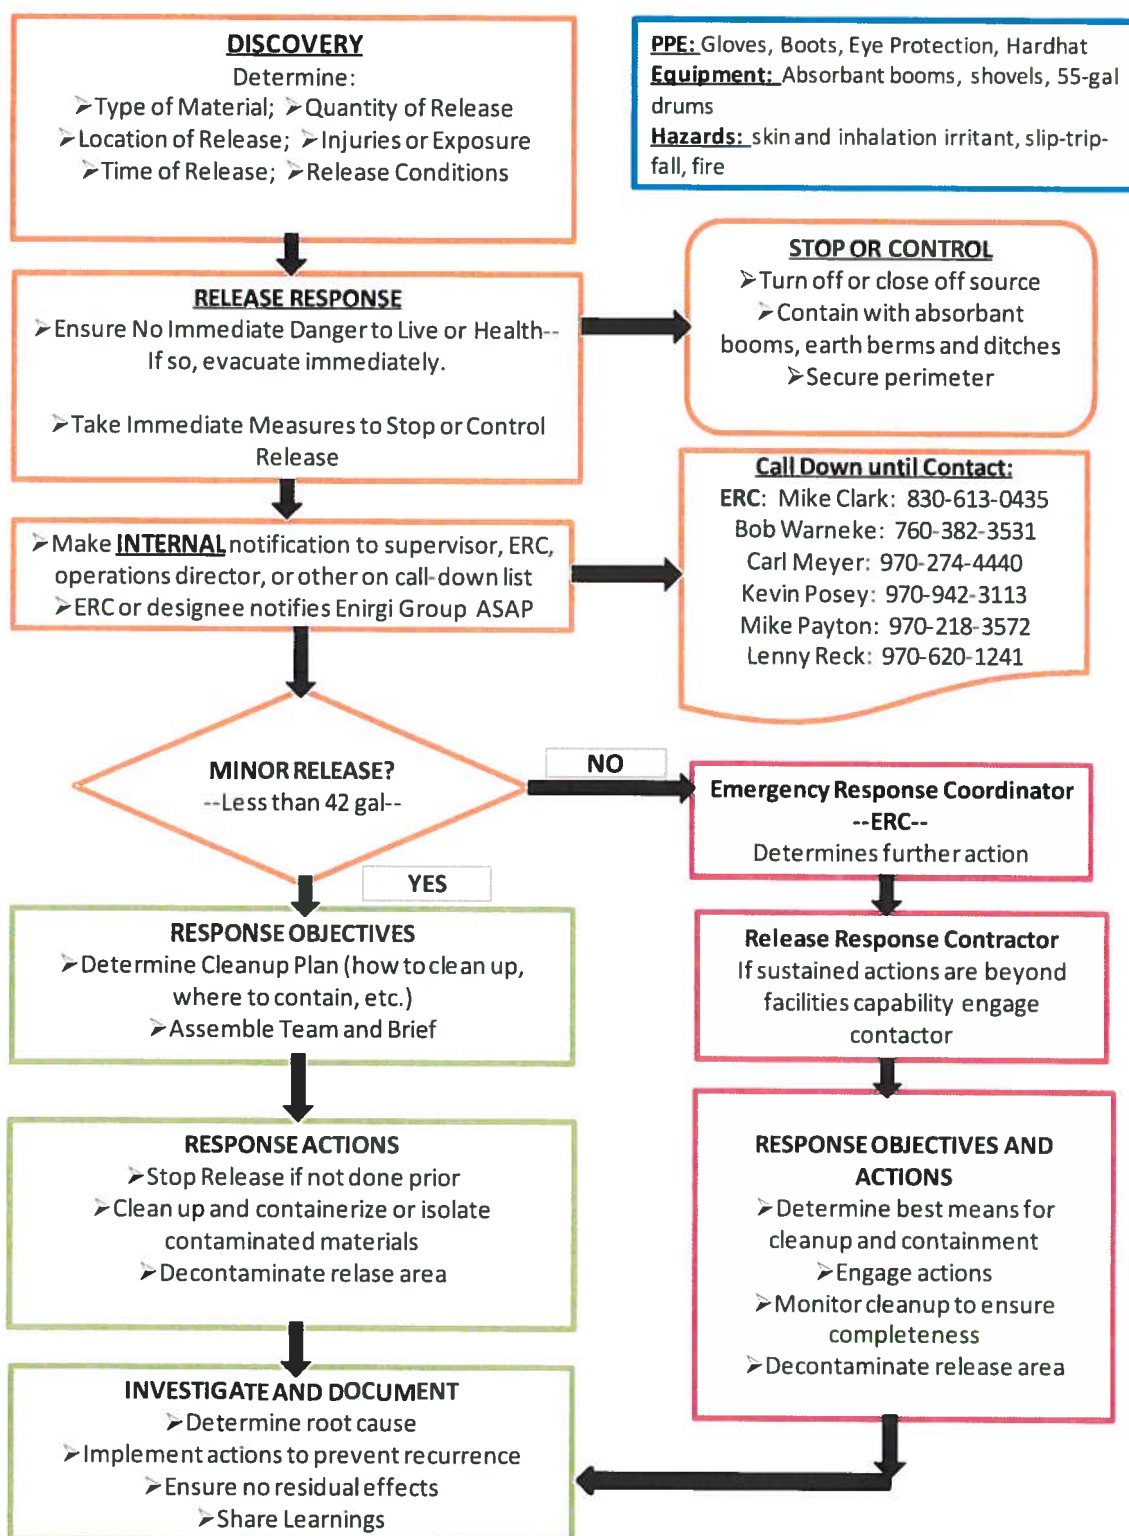 DISCOVERY
Determine:
➢Type of Material; ➢Quantity of Release
➢Location of Release; ➢Injuries or Exposure
➢Time of Release; ➢Release Conditions
PPE: Gloves, Boots, Eye Protection, Hardhat
Equipment: Absorbant booms, shovels, 55-gal
drums
Hazards: skin and inhalation irritant, slip-trip-
fall, fire
RELEASE RESPONSE
➢Ensure No Immediate Danger to Live or Health--
If so, evacuate immediately.
➢Take Immediate Measures to Stop or Control
Release
STOP OR CONTROL
➢Turn off or close off source
➢Contain with absorbant
booms, earth berms and ditches
➢Secure perimeter
➢Make INTERNAL notification to supervisor, ERC,
operations director, or other on call-down list
➢ERC or designee notifies Enirgi Group ASAP
Call Down until Contact:
ERC: Mike Clark: 830-613-0435
Bob Warneke: 760-382-3531
Carl Meyer: 970-274-4440
Kevin Posey: 970-942-3113
Mike Payton: 970-218-3572
Lenny Reck: 970-620-1241
MINOR RELEASE?
--Less than 42 gal--
NO
YES
Emergency Response Coordinator
--ERC--
Determines further action
RESPONSE OBJECTIVES
➢Determine Cleanup Plan (how to clean up,
where to contain, etc.)
➢Assemble Team and Brief
Release Response Contractor
If sustained actions are beyond
facilities capability engage
contactor
RESPONSE ACTIONS
➢Stop Release if not done prior
➢Clean up and containerize or isolate
contaminated materials
➢Decontaminate relase area
RESPONSE OBJECTIVES AND
ACTIONS
➢Determine best means for
cleanup and containment
➢Engage actions
➢Monitor cleanup to ensure
completeness
➢Decontaminate release area
INVESTIGATE AND DOCUMENT
➢Determine root cause
➢Implement actions to prevent recurrence
➢Ensure no residual effects
➢Share Learnings